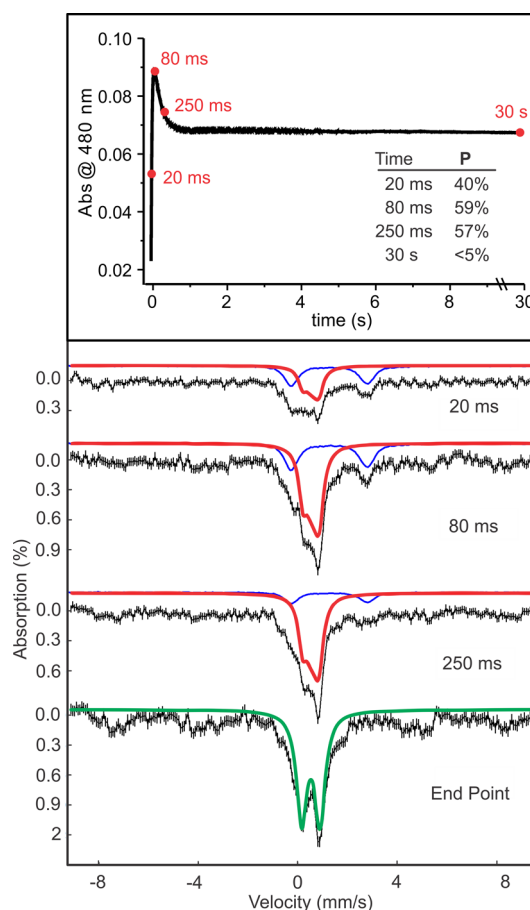 0.10
80 ms
0.08
250 ms
30 s
0.06
20 ms
0.04
0.02
Abs @ 480 nm
Time P
20 ms 40%
80 ms 59%
250 ms 57%
30 s <5%
0 2 4 6 8 30
time (s)
0.0
0.3
20 ms
0.0
0.3
0.6
0.9
80 ms
0.0
0.3
0.6
250 ms
0.0
0.3
0.6
0.9
2
End Point
Absorption (%)
-8 -4 0 4 8
Velocity (mm/s)